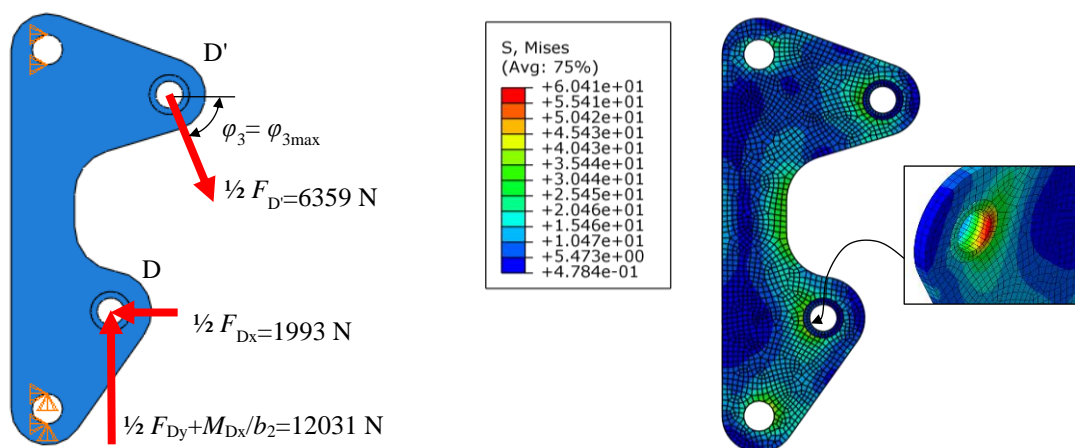 D'
φ3= φ3max
½ FD'=6359 N
D
½ FDx=1993 N
½ FDy+MDx/b2=12031 N
S, Mises
(Avg: 75%)
+6.041e+01
+5.541e+01
+5.042e+01
+4.543e+01
+4.043e+01
+3.544e+01
+3.044e+01
+2.545e+01
+2.046e+01
+1.546e+01
+1.047e+01
+5.473e+00
+4.784e-01